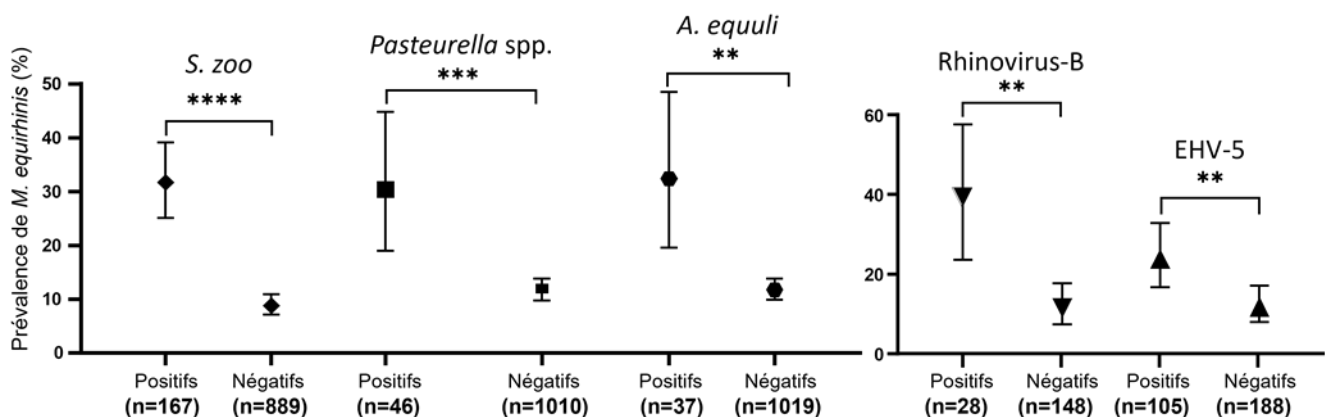 Prévalence de M. equirhinis (%)
S. zoo
****
Pasteurella spp.
***
A. equuli
**
50
40
30
20
10
0
Positifs
(n=167)
Négatifs
(n=889)
Positifs
(n=46)
Négatifs
(n=1010)
Positifs
(n=37)
Négatifs
(n=1019)
Rhinovirus-B
**
EHV-5
**
60
40
20
0
Positifs
(n=28)
Négatifs
(n=148)
Positifs
(n=105)
Négatifs
(n=188)